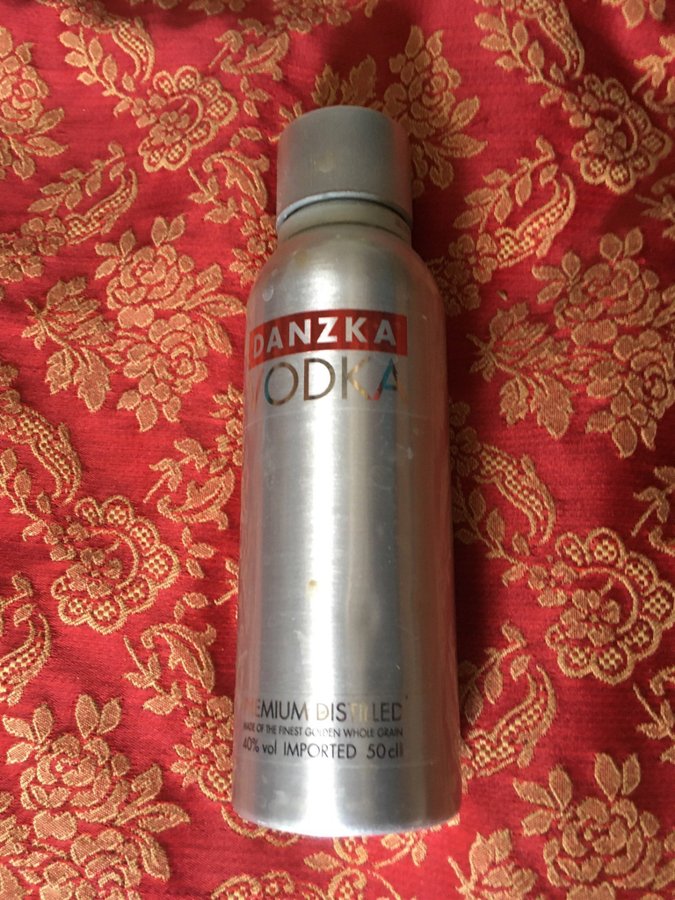 DANZKA
VODKA
PREMIUM DISTILLED
MADE OF THE FINEST GOLDEN WHOLE GRAIN
40% vol IMPORTED 50cl